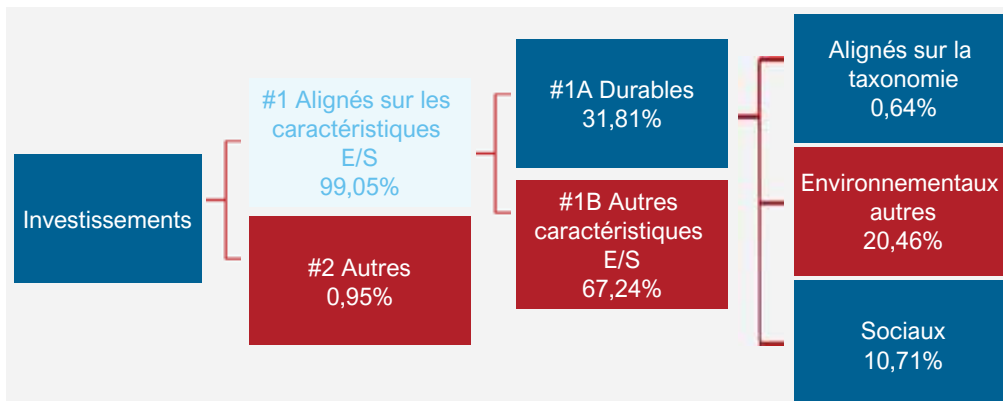 Investissements
#1 Alignés sur les
caractéristiques
E/S
99,05%
#2 Autres
0,95%
#1A Durables
31,81%
#1B Autres
caractéristiques
E/S
67,24%
Alignés sur la
taxonomie
0,64%
Environnementaux
autres
20,46%
Sociaux
10,71%